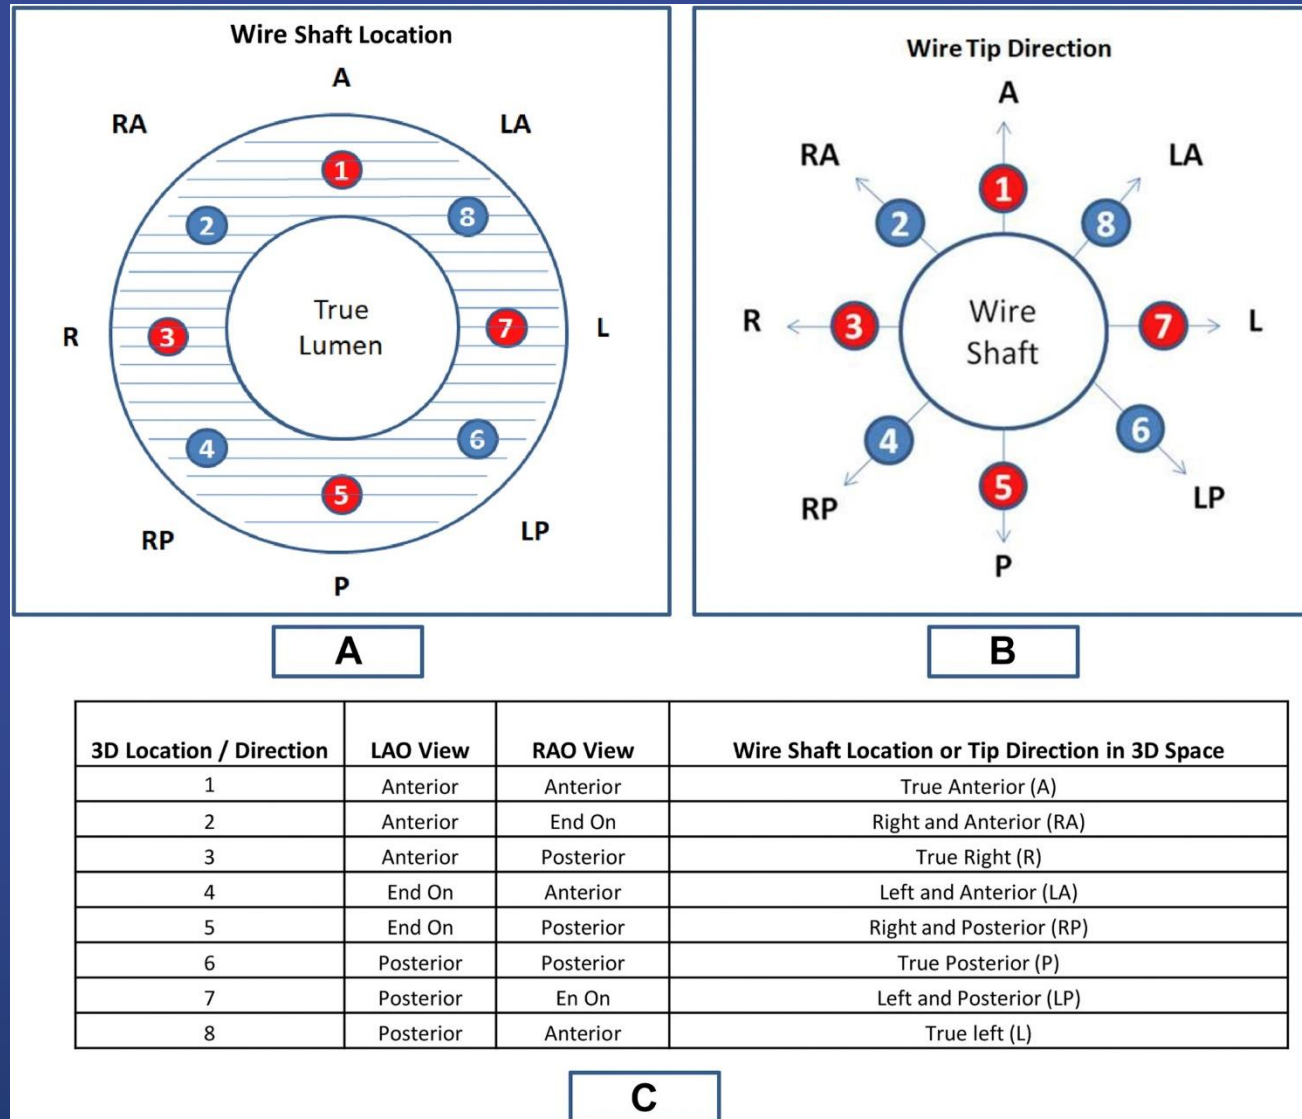 Wire Shaft Location
A
RA
LA
1
2
8
True
Lumen
R
3
7
L
4
6
5
RP
LP
P
A
Wire Tip Direction
A
RA
LA
1
2
8
R
3
Wire
Shaft
7
L
4
6
5
RP
LP
P
B
3D Location / Direction LAO View RAO View Wire Shaft Location or Tip Direction in 3D Space
1 Anterior Anterior True Anterior (A)
2 Anterior End On Right and Anterior (RA)
3 Anterior Posterior True Right (R)
4 End On Anterior Left and Anterior (LA)
5 End On Posterior Right and Posterior (RP)
6 Posterior Posterior True Posterior (P)
7 Posterior En On Left and Posterior (LP)
8 Posterior Anterior True left (L)
C